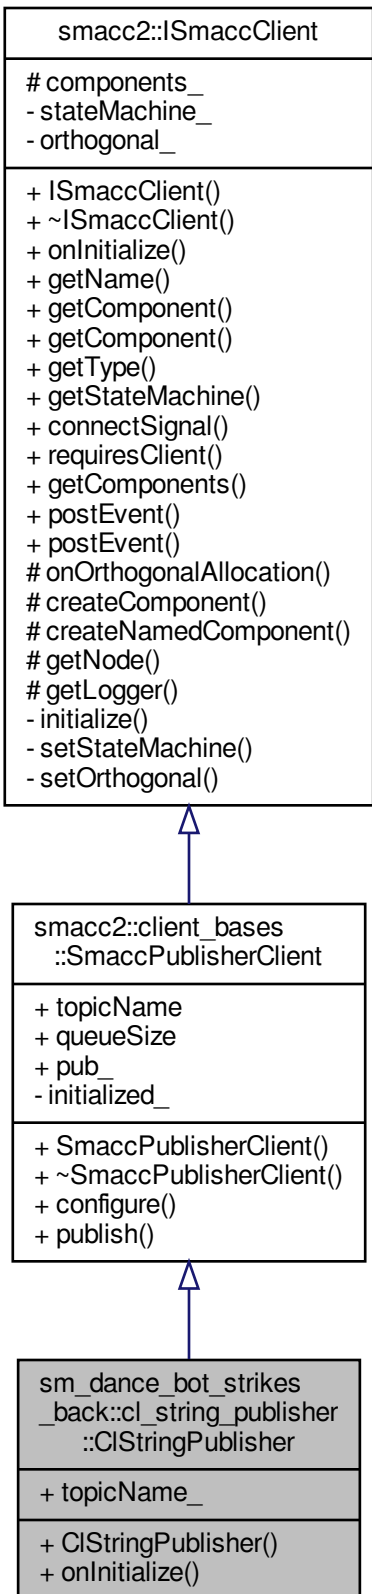 smacc2::ISmaccClient
# components_
- stateMachine_
- orthogonal_
+ ISmaccClient()
+ ~ISmaccClient()
+ onInitialize()
+ getName()
+ getComponent()
+ getComponent()
+ getType()
+ getStateMachine()
+ connectSignal()
+ requiresClient()
+ getComponents()
+ postEvent()
+ postEvent()
# onOrthogonalAllocation()
# createComponent()
# createNamedComponent()
# getNode()
# getLogger()
- initialize()
- setStateMachine()
- setOrthogonal()
smacc2::client_bases
::SmaccPublisherClient
+ topicName
+ queueSize
+ pub_
- initialized_
+ SmaccPublisherClient()
+ ~SmaccPublisherClient()
+ configure()
+ publish()
sm_dance_bot_strikes
_back::cl_string_publisher
::ClStringPublisher
+ topicName_
+ ClStringPublisher()
+ onInitialize()